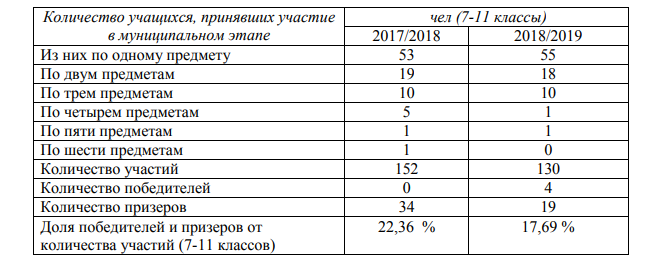 Количество учащихся, принявших участие в муниципальном этапе чел (7-11 классы)
2017/2018 2018/2019
Из них по одному предмету 53 55
По двум предметам 19 18
По трем предметам 10 10
По четырем предметам 5 1
По пяти предметам 1 1
По шести предметам 1 0
Количество участий 152 130
Количество победителей 0 4
Количество призеров 34 19
Доля победителей и призеров от 22,36 % 17,69 %
количества участий (7-11 классов)